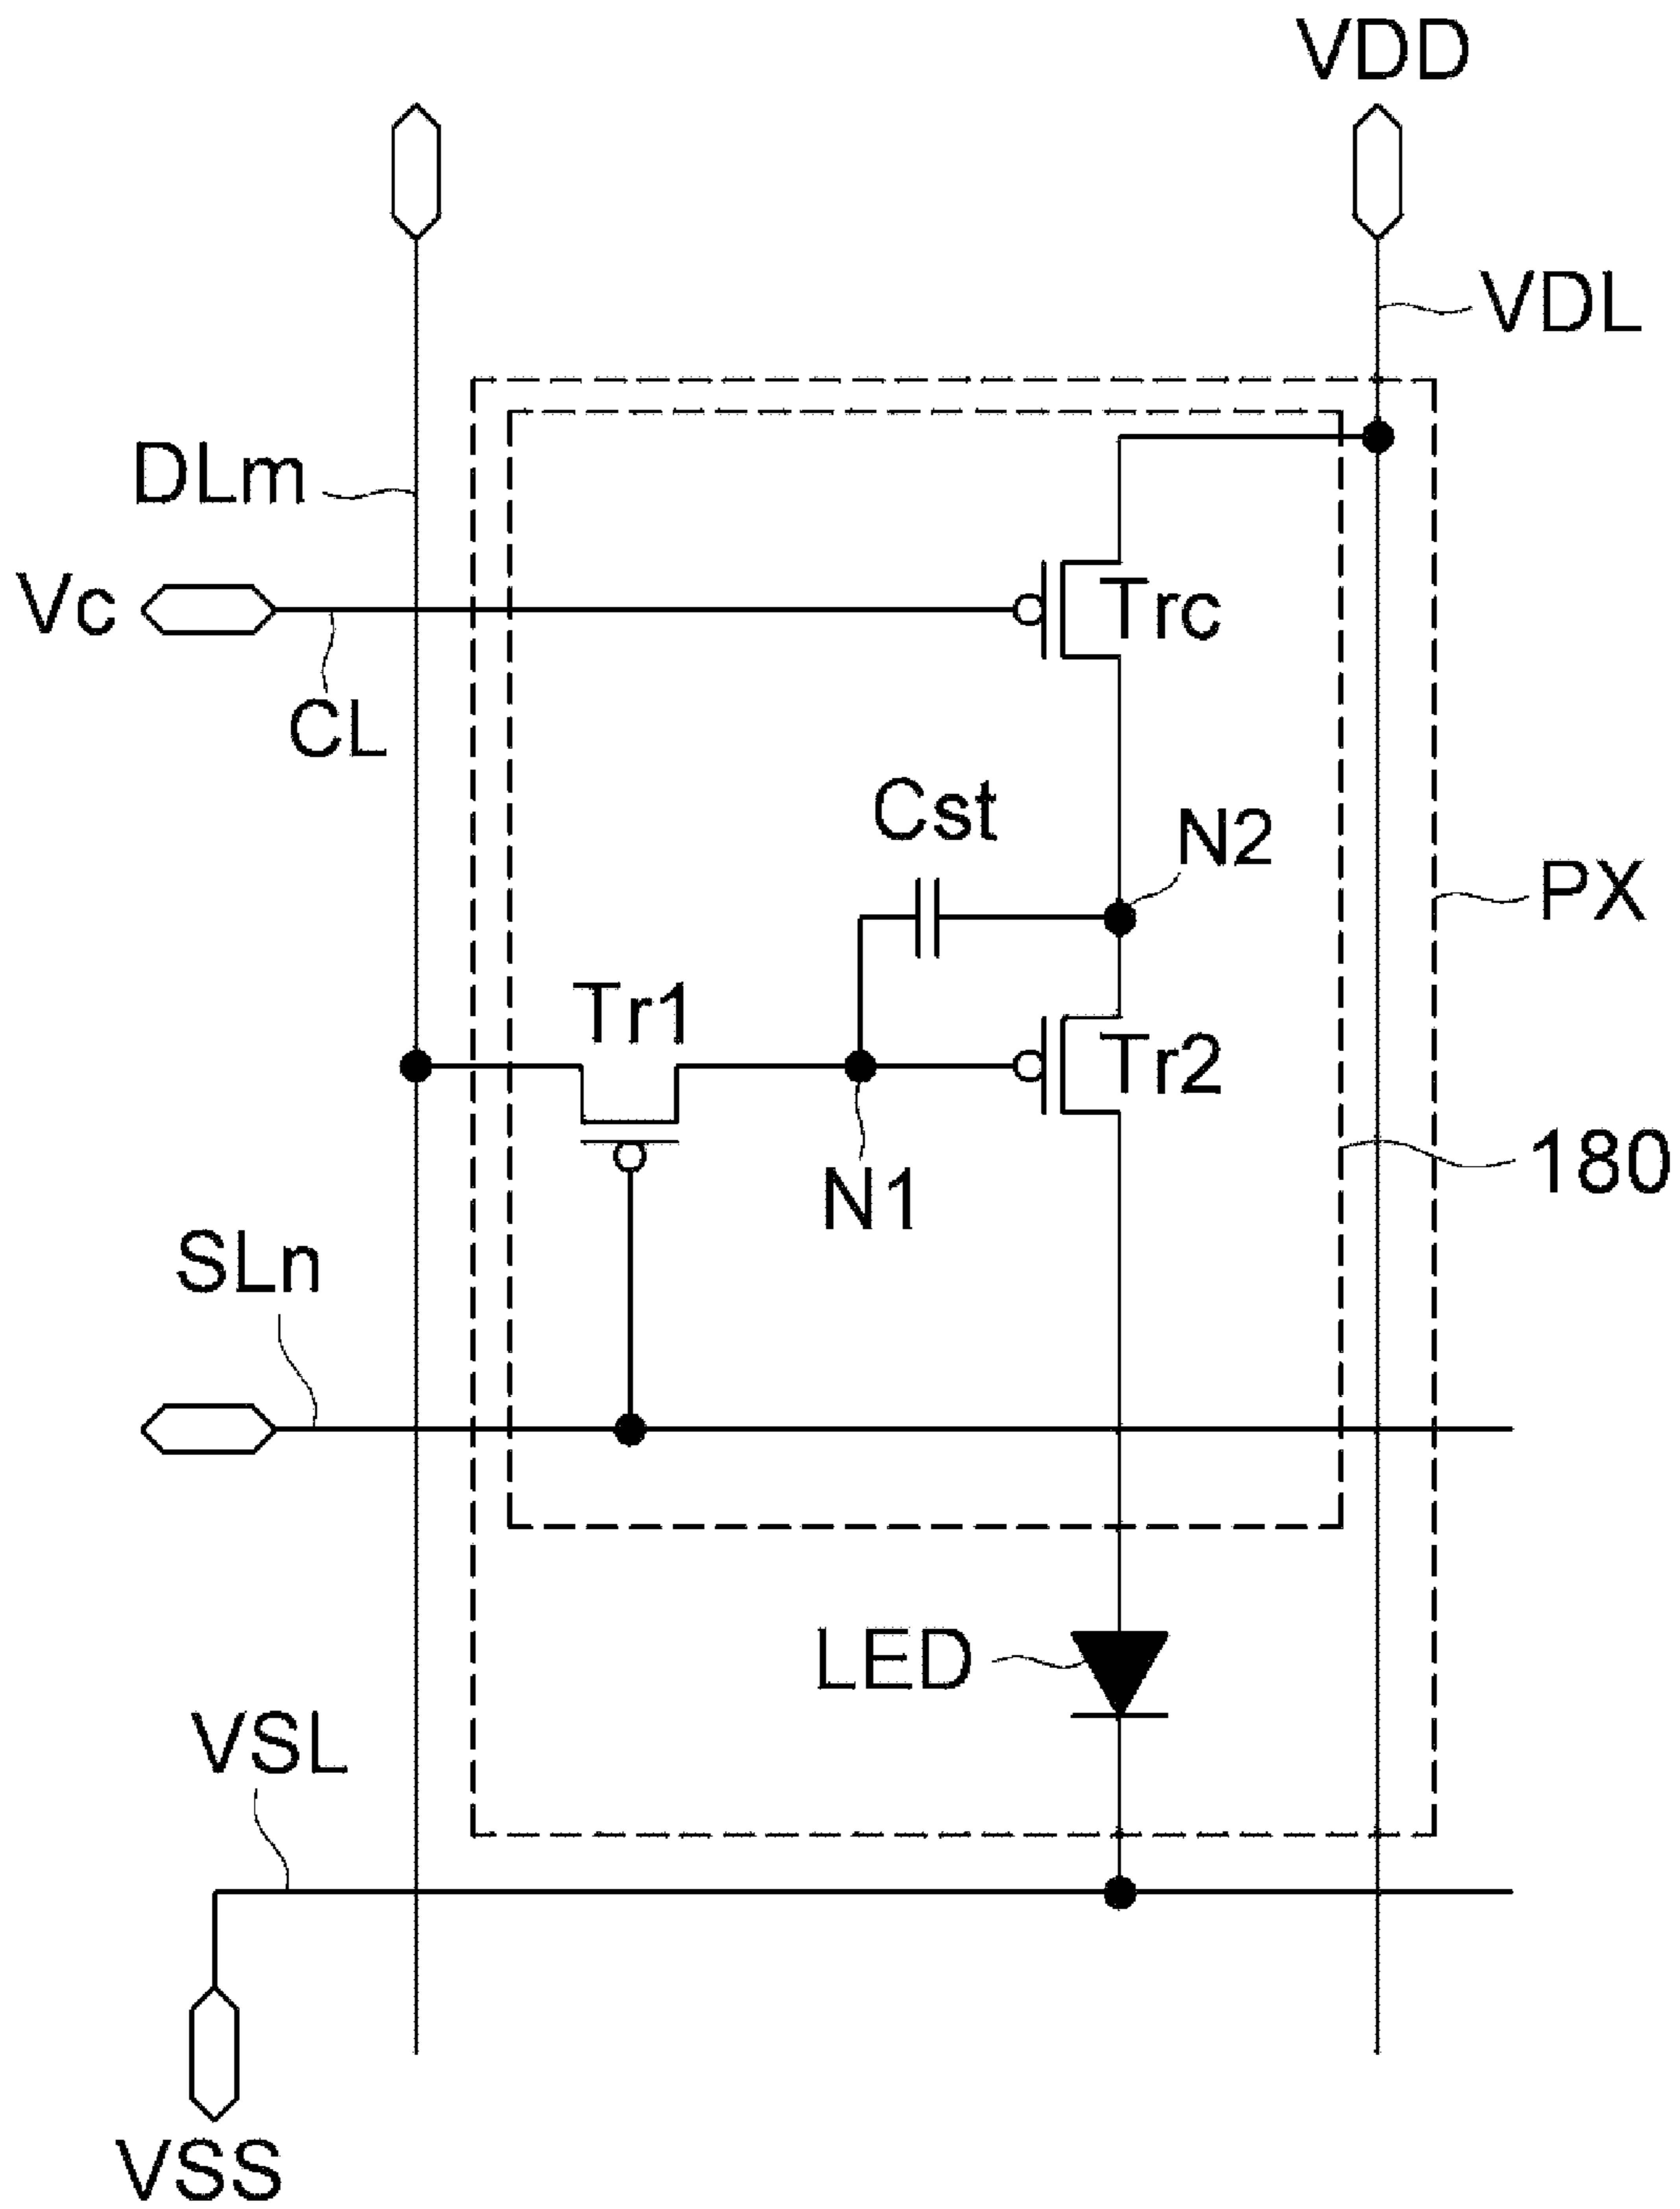 VDD
VDL
DLm
Vc
Trc
CL
Cst
N2
PX
Tr1
Tr2
180
N1
SLn
LED
VSL
VSS